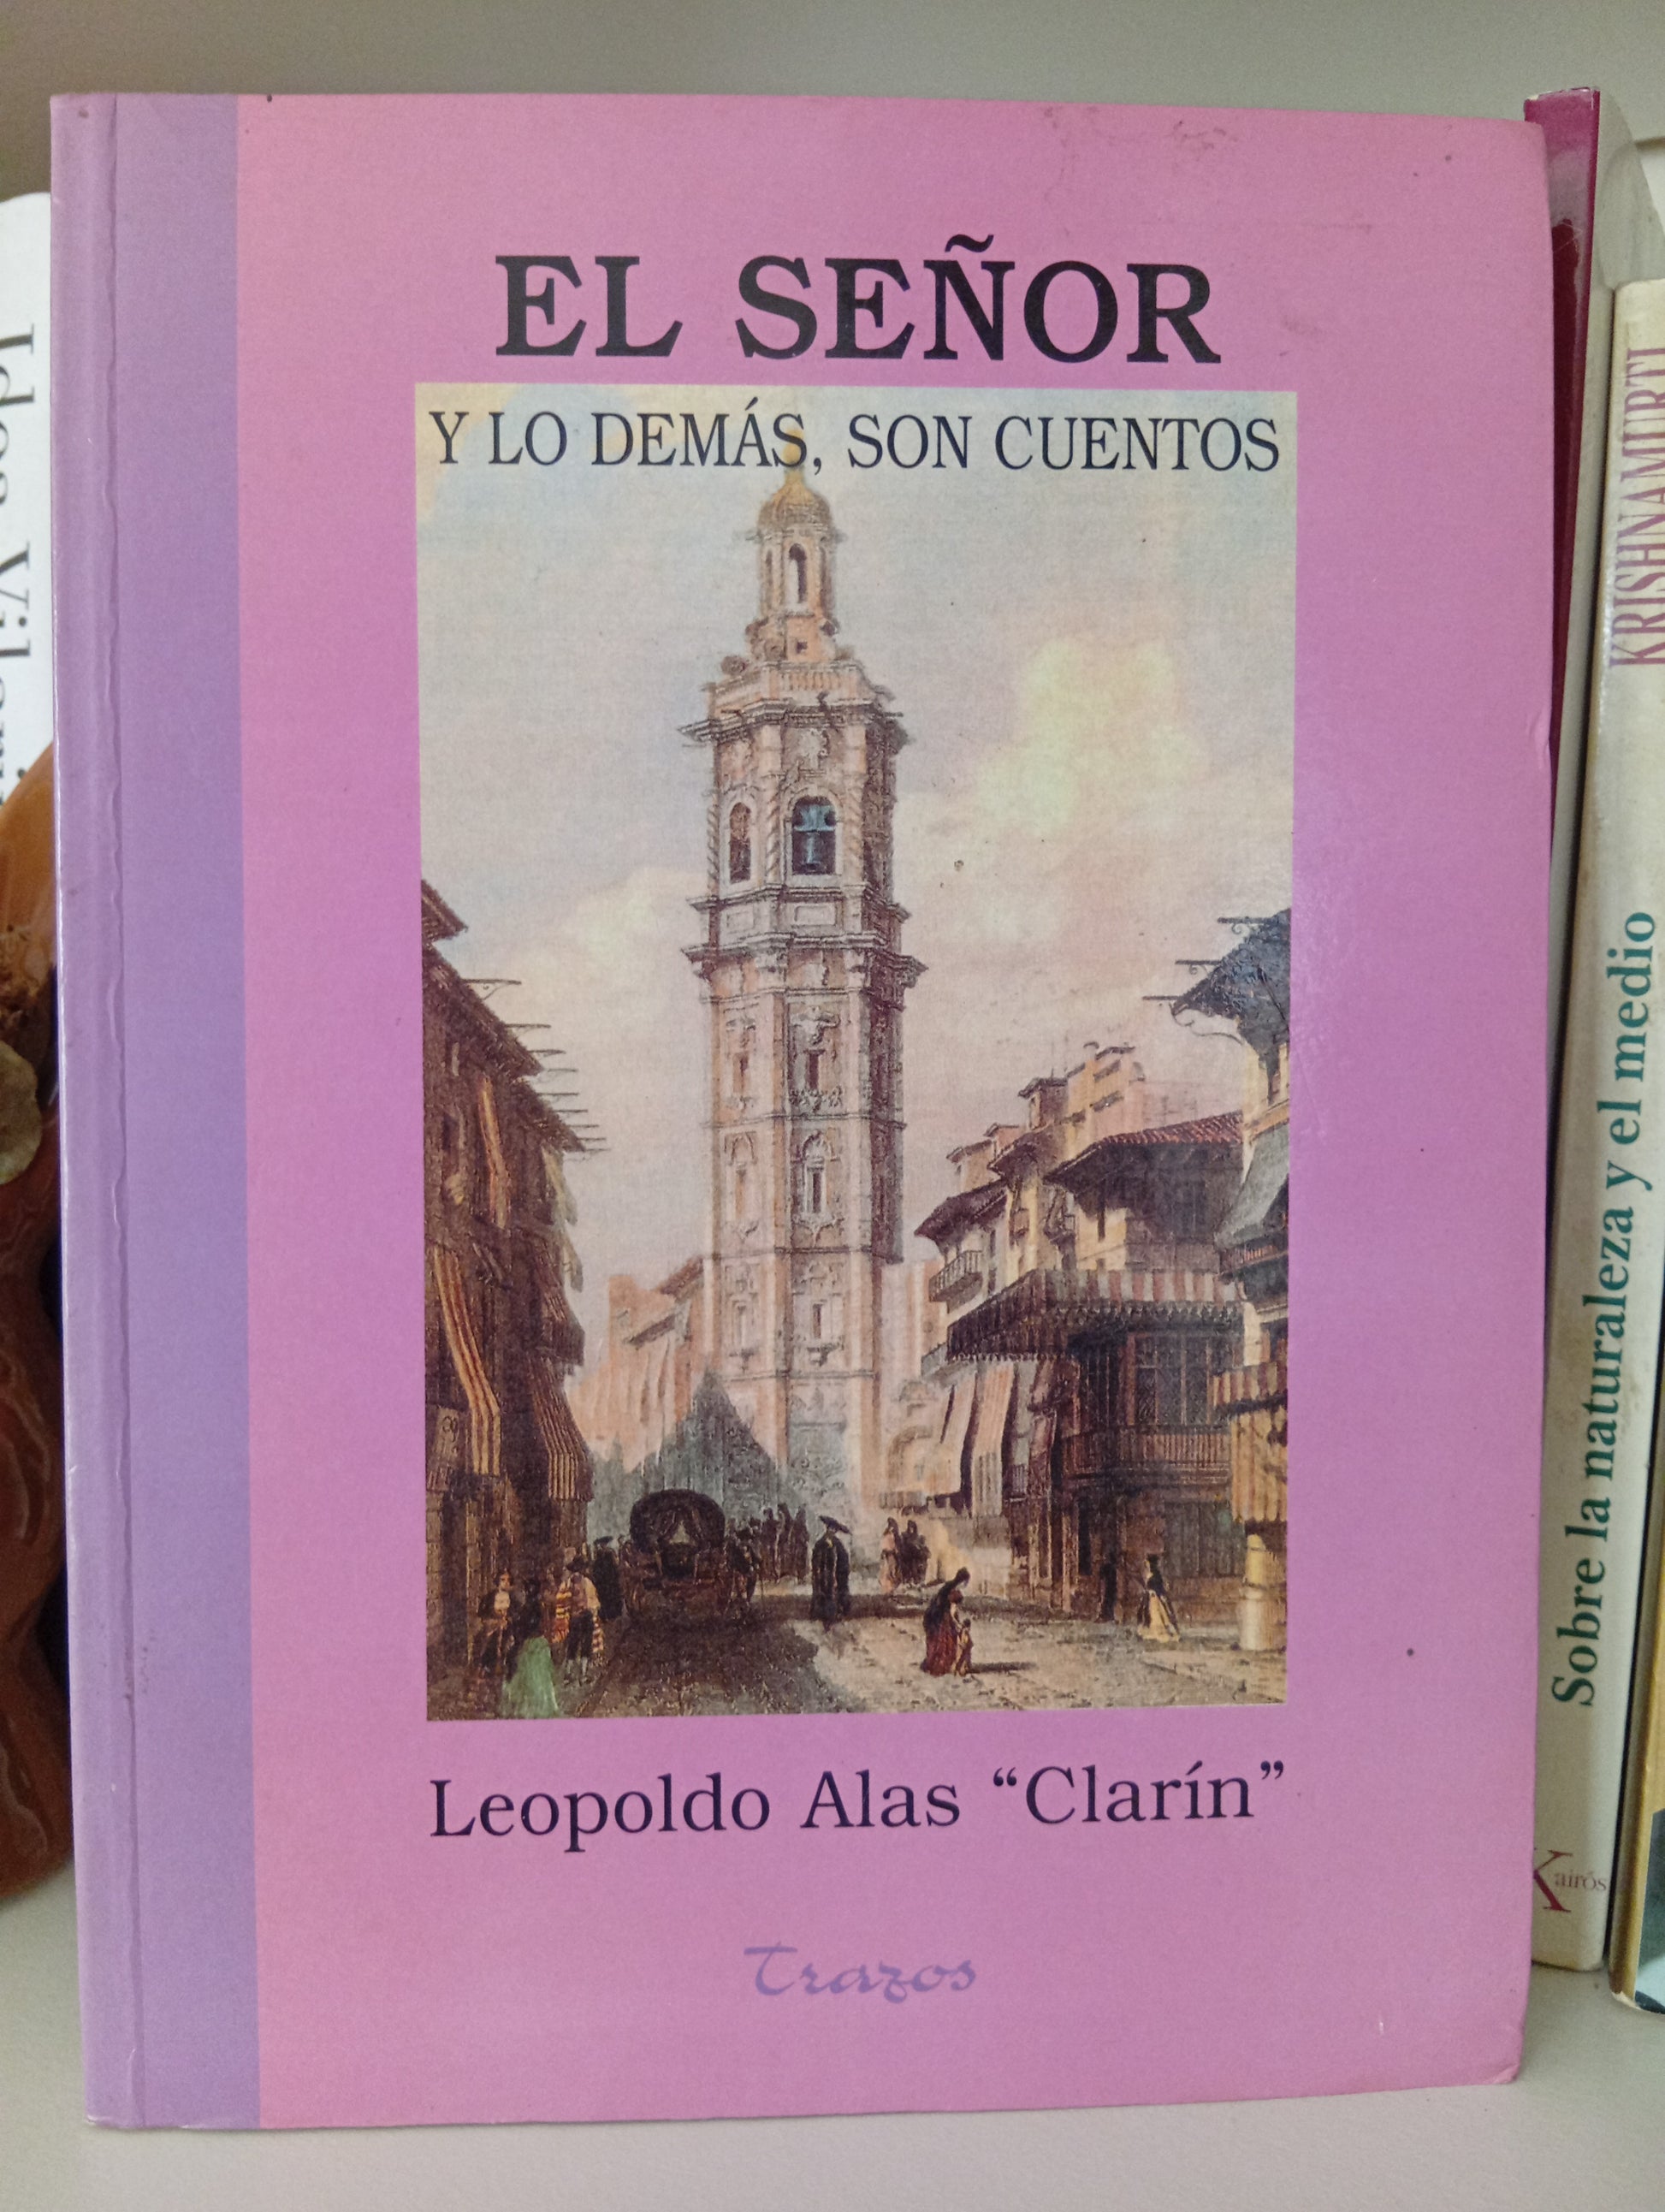 EL SEÑOR
Y LO DEMÁS, SON CUENTOS
Leopoldo Alas “Clarín”
Trazos
KRISHNAMURTI
Sobre la naturaleza y el medio
Kairós